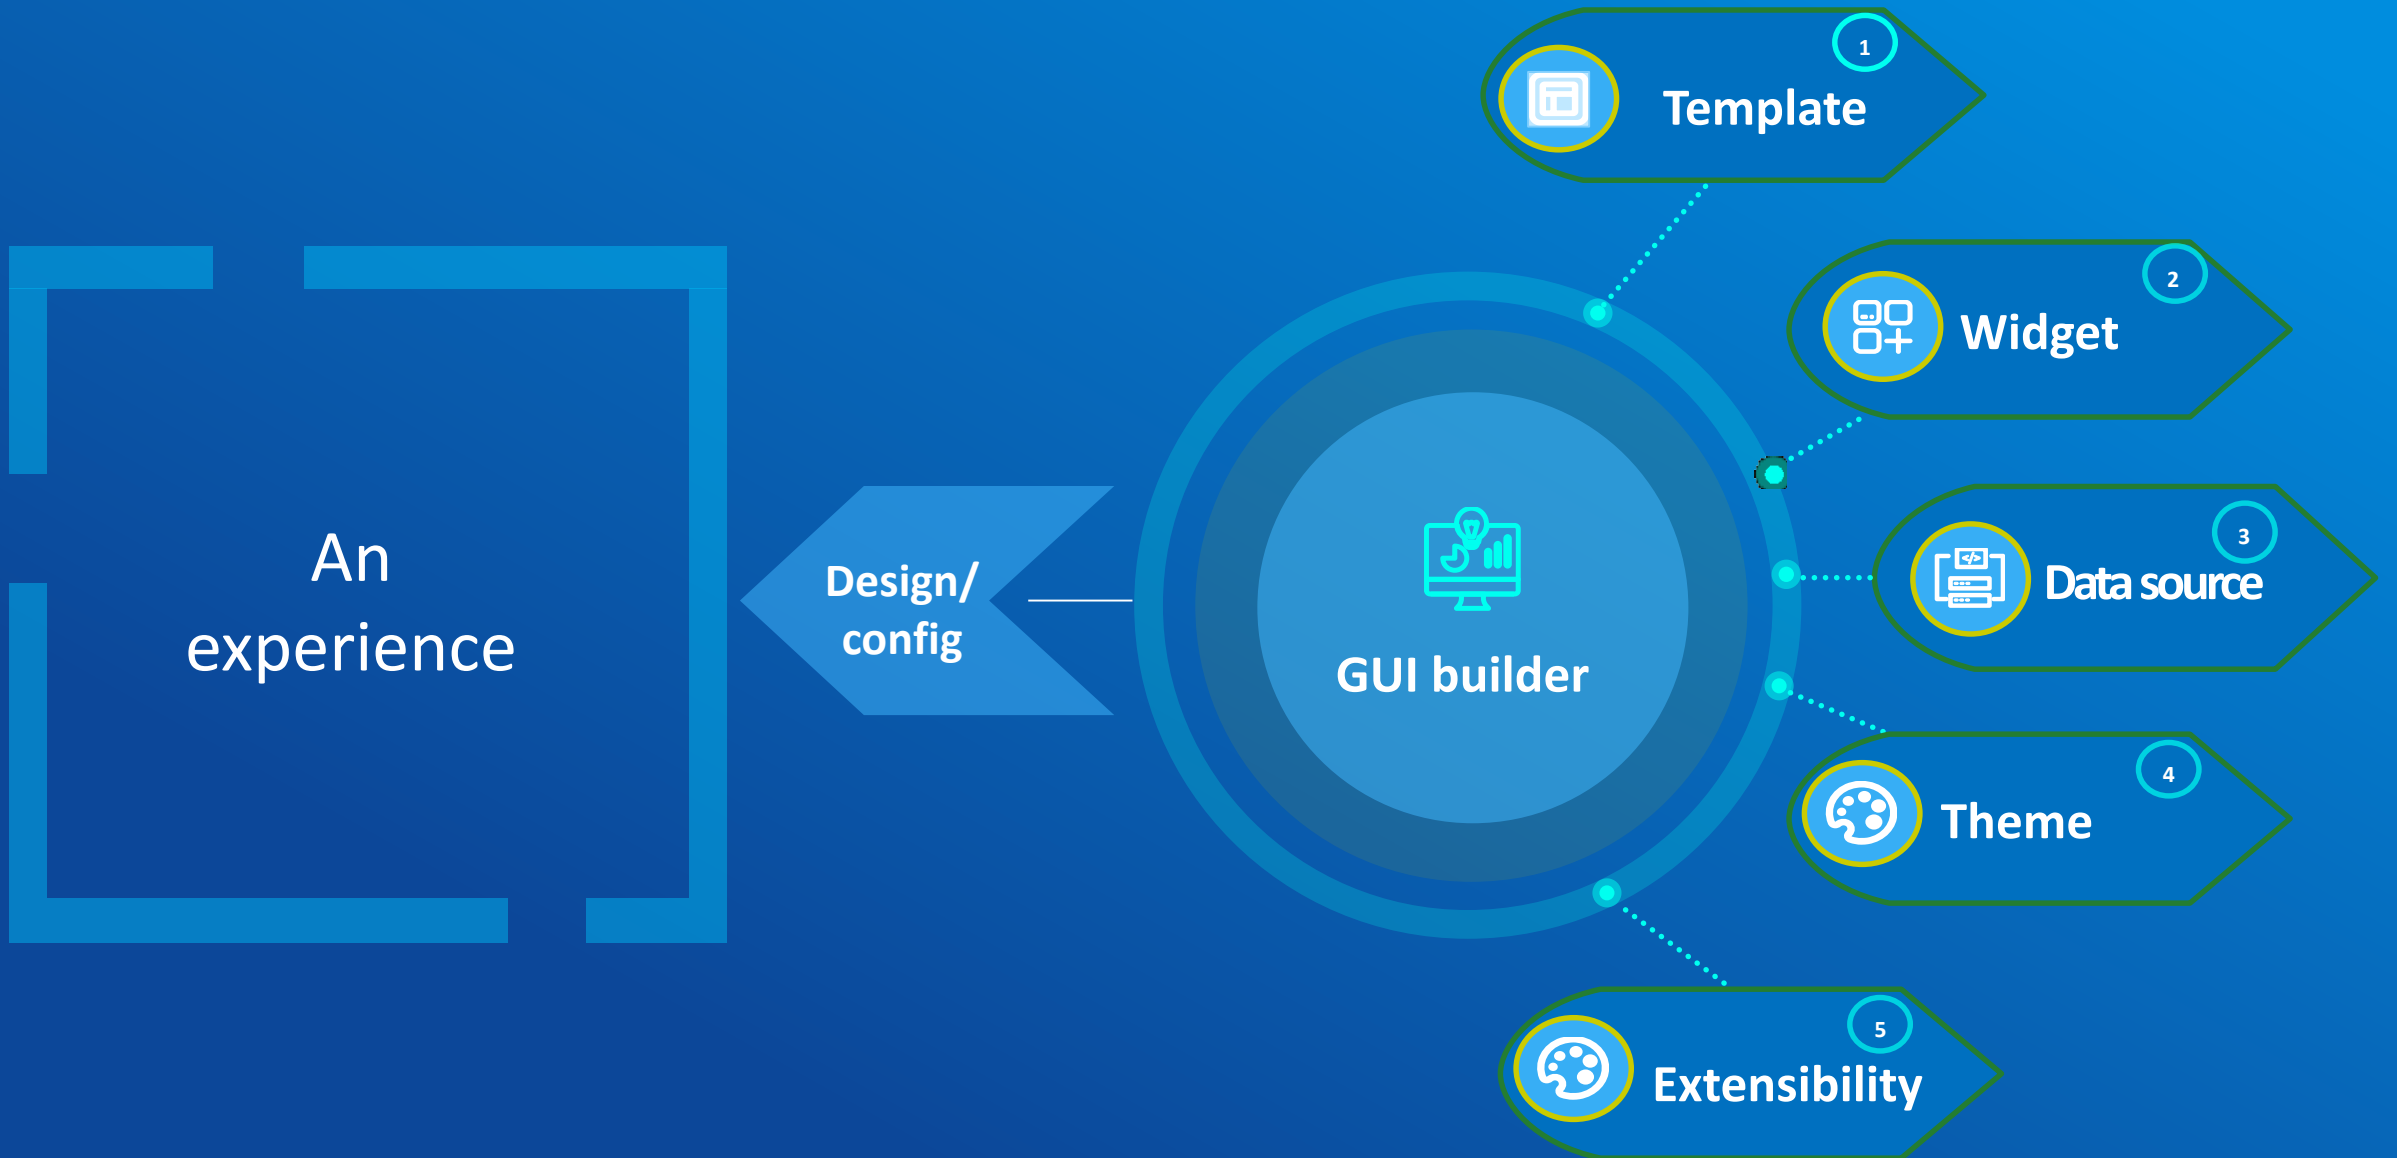 An
experience
Design/
config
GUI builder
1
Template
2
Widget
3
Data source
4
Theme
5
Extensibility